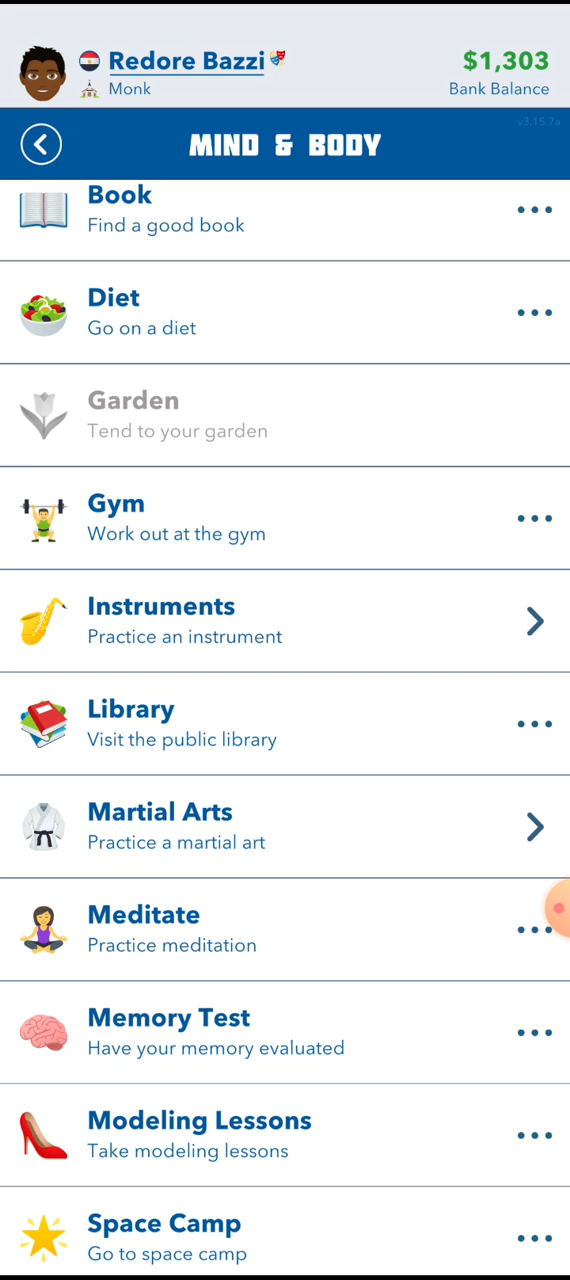 Redore Bazzi
Monk
$1,303
Bank Balance
v3.15.7a
MIND & BODY
Book
Find a good book
Diet
Go on a diet
Garden
Tend to your garden
Gym
Work out at the gym
Instruments
Practice an instrument
Library
Visit the public library
Martial Arts
Practice a martial art
Meditate
Practice meditation
Memory Test
Have your memory evaluated
Modeling Lessons
Take modeling lessons
Space Camp
Go to space camp